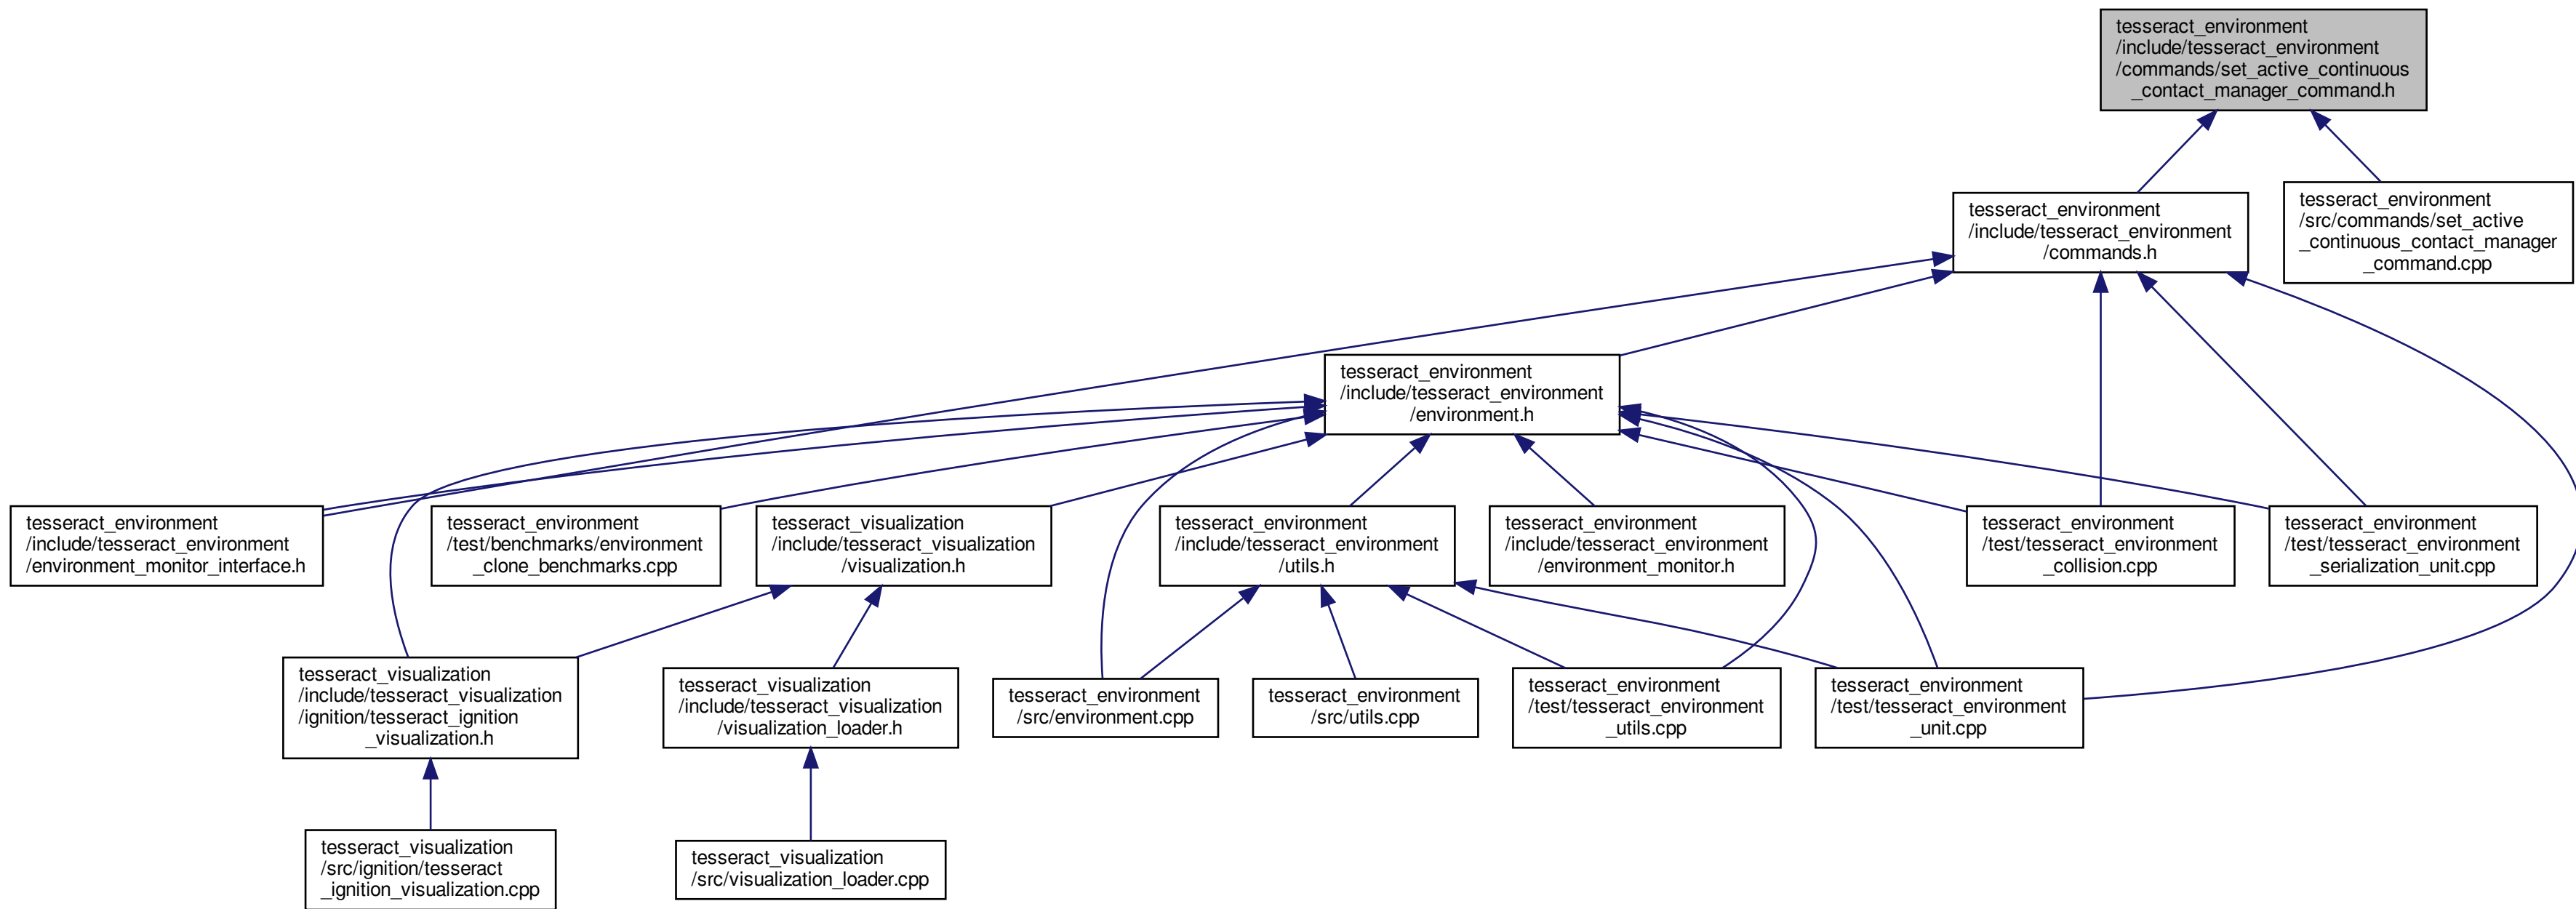 tesseract_environment
/include/tesseract_environment
/commands/set_active_continuous
_contact_manager_command.h
tesseract_environment
/include/tesseract_environment
/commands.h
tesseract_environment
/src/commands/set_active
_continuous_contact_manager
_command.cpp
tesseract_environment
/include/tesseract_environment
/environment.h
tesseract_environment
/include/tesseract_environment
/environment_monitor_interface.h
tesseract_environment
/test/benchmarks/environment
_clone_benchmarks.cpp
tesseract_visualization
/include/tesseract_visualization
/visualization.h
tesseract_environment
/include/tesseract_environment
/utils.h
tesseract_environment
/include/tesseract_environment
/environment_monitor.h
tesseract_environment
/test/tesseract_environment
_collision.cpp
tesseract_environment
/test/tesseract_environment
_serialization_unit.cpp
tesseract_visualization
/include/tesseract_visualization
/ignition/tesseract_ignition
_visualization.h
tesseract_visualization
/include/tesseract_visualization
/visualization_loader.h
tesseract_environment
/src/environment.cpp
tesseract_environment
/src/utils.cpp
tesseract_environment
/test/tesseract_environment
_utils.cpp
tesseract_environment
/test/tesseract_environment
_unit.cpp
tesseract_visualization
/src/ignition/tesseract
_ignition_visualization.cpp
tesseract_visualization
/src/visualization_loader.cpp